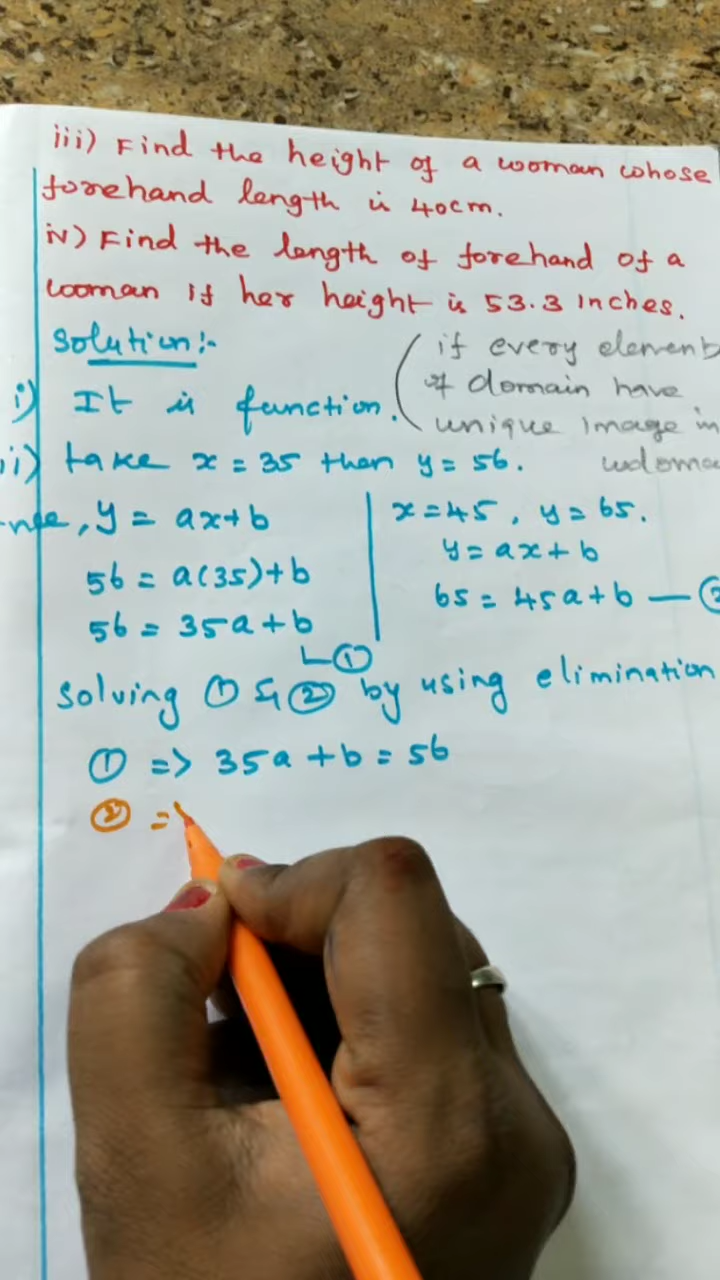 iii) Find the height of a woman whose
forehand length is 40cm.
iv) Find the length of forehand of a
woman if her height is 53.3 inches.
Solution:-
i) It is function. (if every element
of domain have
unique image in
ii) take x = 35 then y = 56.
, y = ax+b
56 = a(35)+b
56 = 35a+b
①
x=45, y=65.
y=ax+b
65=45a+b — ②
Solving ① & ② by using elimination
① => 35a+b=56
② =